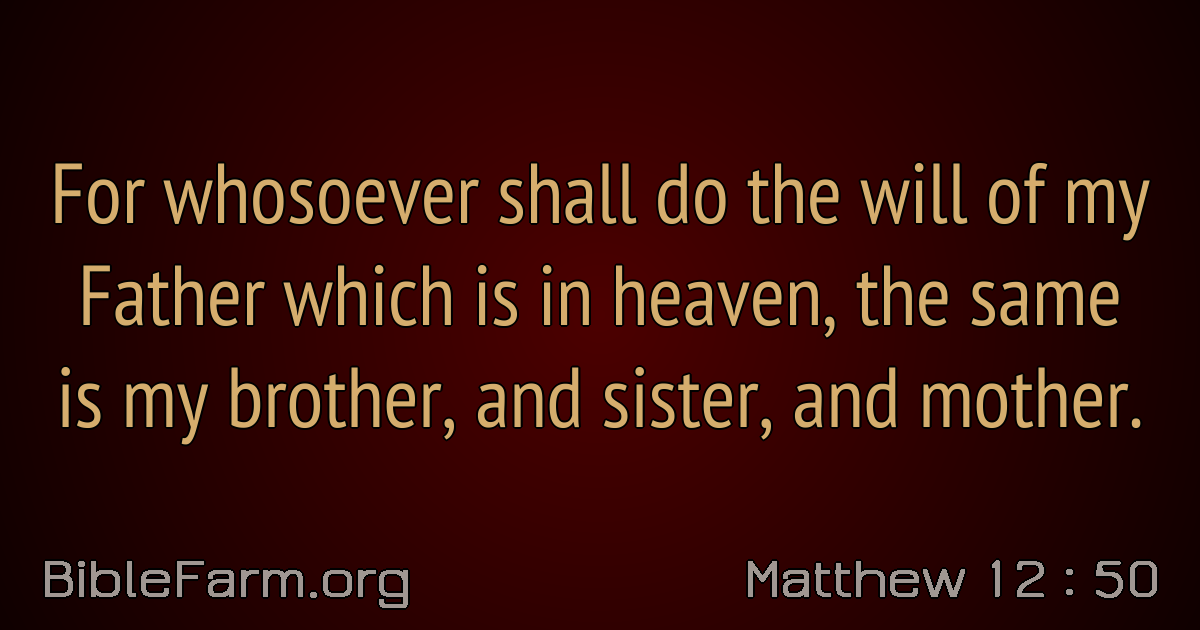 For whosoever shall do the will of my
Father which is in heaven, the same
is my brother, and sister, and mother.
BibleFarm.org
Matthew 12 : 50